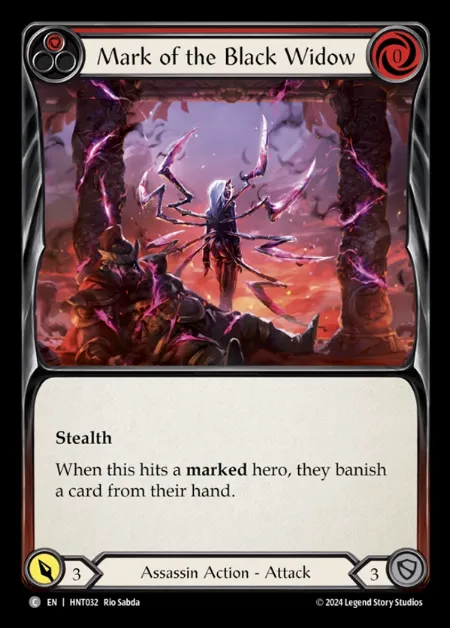 Mark of the Black Widow
0
Stealth
When this hits a marked hero, they banish
a card from their hand.
3
Assassin Action - Attack
3
C EN | HNT032 Rio Sabda
© 2024 Legend Story Studios